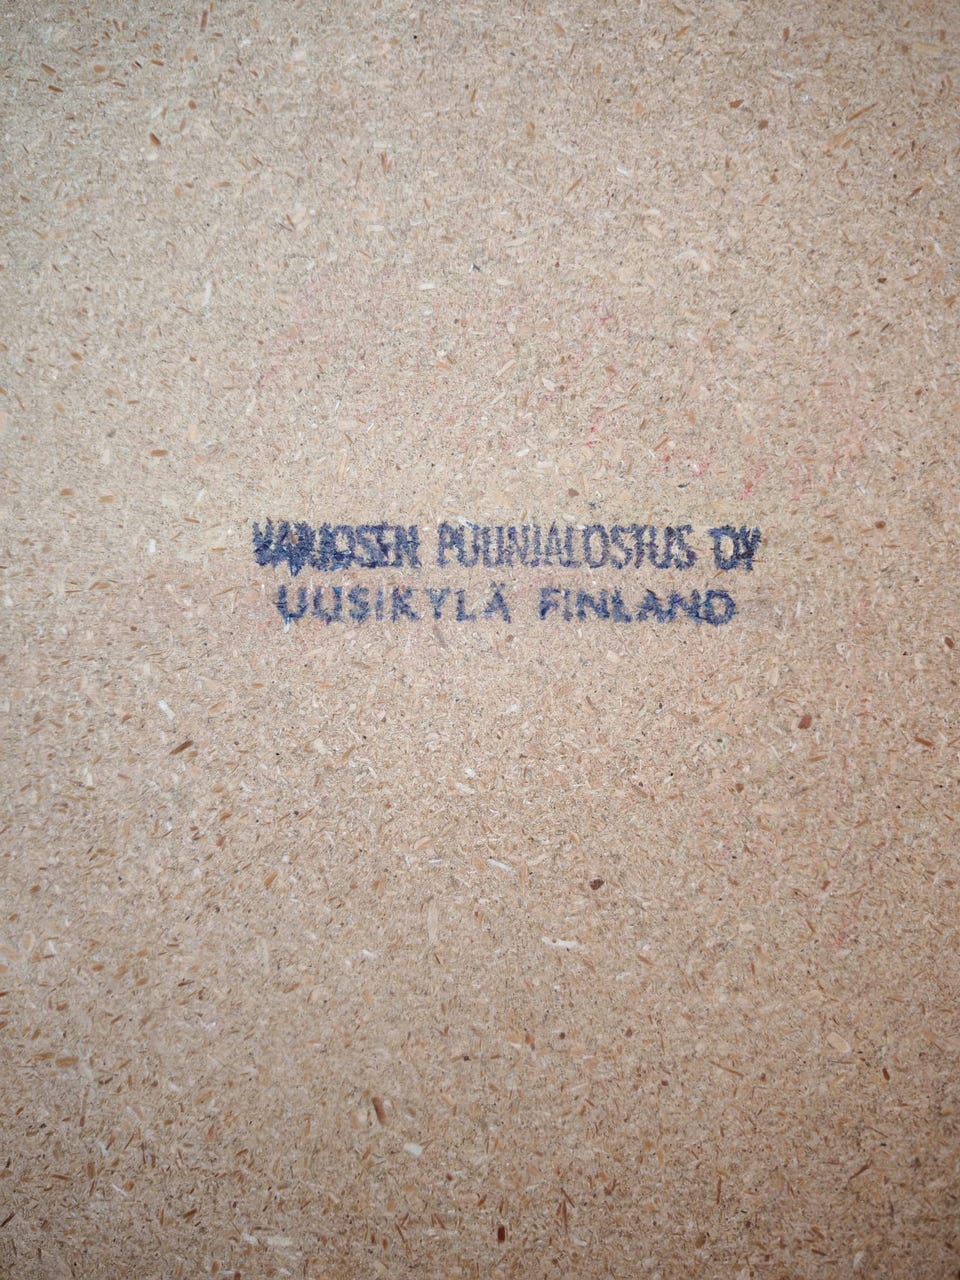 VARJOSEN PUUNJALOSTUS OY
UUSIKYLÄ FINLAND